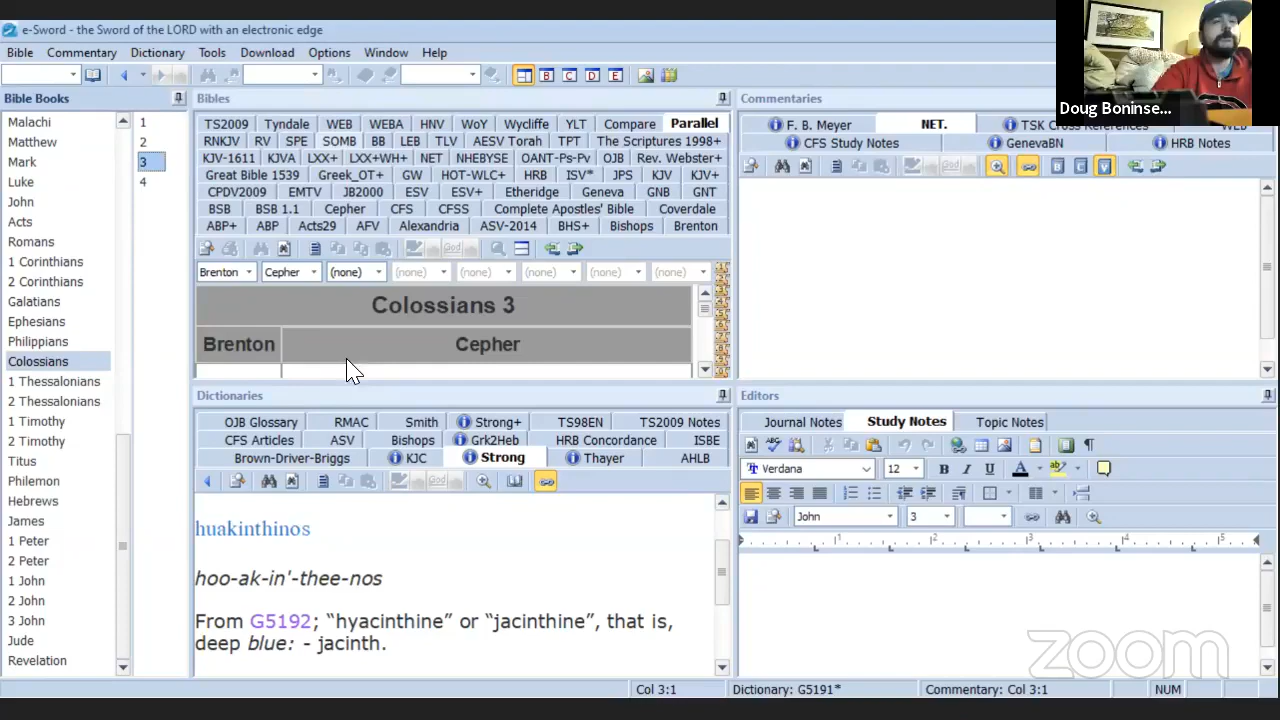 e-Sword - the Sword of the LORD with an electronic edge
Bible Commentary Dictionary Tools Download Options Window Help
B C D E
Doug Boninse...
Bible Books
Malachi
Matthew
Mark
Luke
John
Acts
Romans
1 Corinthians
2 Corinthians
Galatians
Ephesians
Philippians
Colossians
1 Thessalonians
2 Thessalonians
1 Timothy
2 Timothy
Titus
Philemon
Hebrews
James
1 Peter
2 Peter
1 John
2 John
3 John
Jude
Revelation
1
2
3
4
Bibles
TS2009 Tyndale WEB WEBA HNV WoY Wycliffe YLT Compare Parallel
RNKJV RV SPE SOMB BB LEB TLV AESV Torah TPT The Scriptures 1998+
KJV-1611 KJVA LXX+ LXX+WH+ NET NHEBYSE OANT-Ps-Pv OJB Rev. Webster+
Great Bible 1539 Greek_OT+ GW HOT-WLC+ HRB ISV* JPS KJV KJV+
CPDV2009 EMTV JB2000 ESV ESV+ Etheridge Geneva GNB GNT
BSB BSB 1.1 Cepher CFS CFSS Complete Apostles' Bible Coverdale
ABP+ ABP Acts29 AFV Alexandria ASV-2014 BHS+ Bishops Brenton
God
Brenton Cepher (none) (none) (none) (none) (none) (none)
Colossians 3
Brenton Cepher
Commentaries
F. B. Meyer NET. TSK Cross References WEB
CFS Study Notes GenevaBN HRB Notes
God
Dictionaries
OJB Glossary RMAC Smith Strong+ TS98EN TS2009 Notes
CFS Articles ASV Bishops Grk2Heb HRB Concordance ISBE
Brown-Driver-Briggs KJC Strong Thayer AHLB
God
huakinthinos
hoo-ak-in'-thee-nos
From G5192; “hyacinthine” or “jacinthine”, that is,
deep blue: - jacinth.
Editors
Journal Notes Study Notes Topic Notes
ABC
Verdana 12 B I U A ab
John 3
1 2 3 4 5
zoom
Col 3:1 Dictionary: G5191* Commentary: Col 3:1 NUM